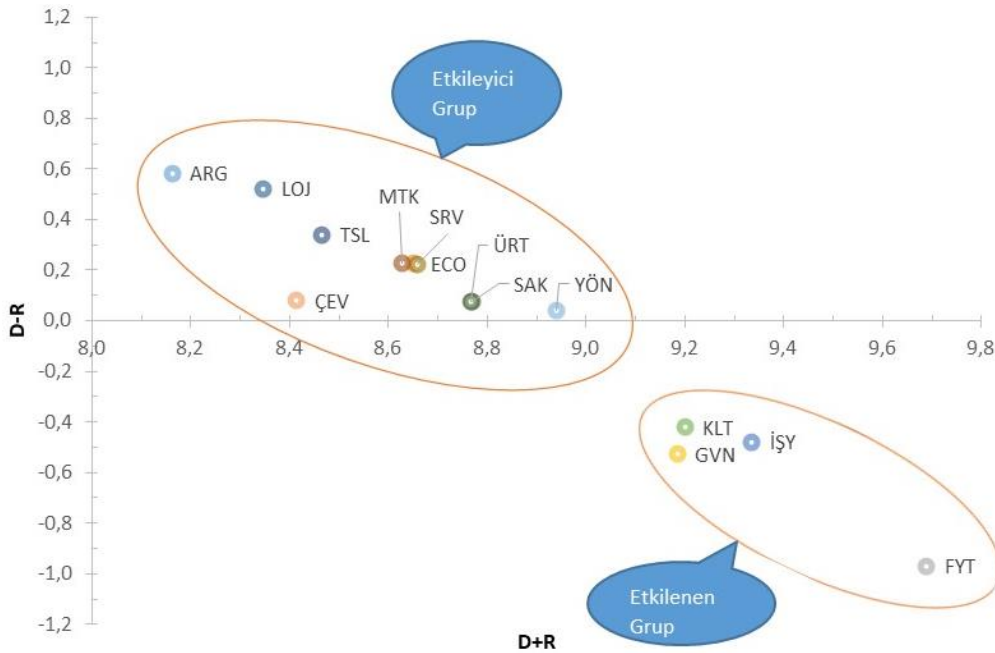 1,2
1,0
0,8
0,6
0,4
0,2
0,0
-0,2
-0,4
-0,6
-0,8
-1,0
-1,2
D-R
8,0
8,2
8,4
8,6
8,8
9,0
9,2
9,4
9,6
9,8
D+R
Etkileyici
Grup
ARG
LOJ
TSL
MTK
SRV
ECO
ÜRT
SAK
YÖN
ÇEV
KLT
GVN
İŞY
FYT
Etkilenen
Grup